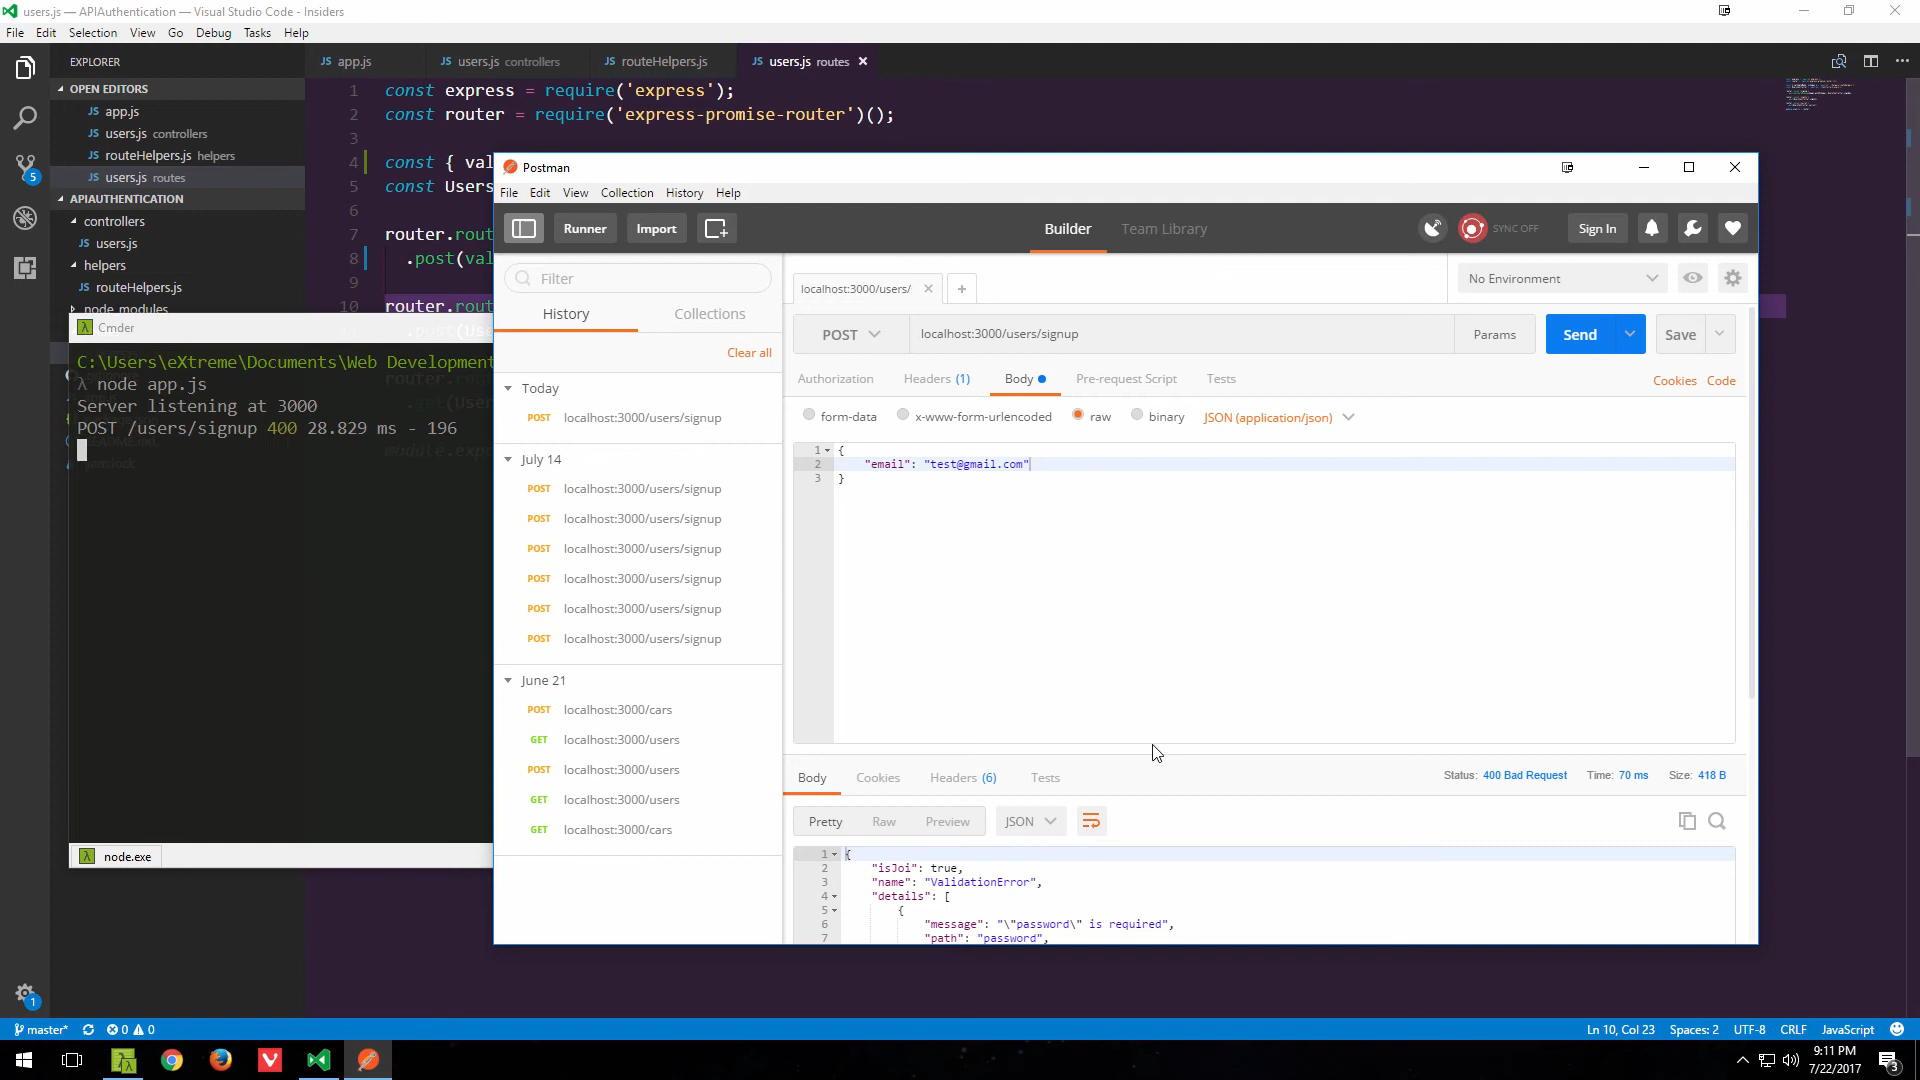 users.js — APIAuthentication — Visual Studio Code - Insiders
File Edit Selection View Go Debug Tasks Help
EXPLORER
JS app.js
JS users.js controllers
JS routeHelpers.js
JS users.js routes
OPEN EDITORS
JS app.js
JS users.js controllers
JS routeHelpers.js helpers
JS users.js routes
APIAUTHENTICATION
controllers
JS users.js
helpers
JS routeHelpers.js
node_modules
1 const express = require('express');
2 const router = require('express-promise-router')();
3
4 const { val
5 const Users
6
7 router.rout
8 .post(val
9
10 router.rout
.post(Us
router.rou
.get(User
module.expo
5
1
Cmder
C:\Users\eXtreme\Documents\Web Development
λ node app.js
Server listening at 3000
POST /users/signup 400 28.829 ms - 196
node.exe
Postman
File Edit View Collection History Help
Runner Import Builder Team Library SYNC OFF Sign In
Filter
History Collections
Clear all
Today
POST localhost:3000/users/signup
July 14
POST localhost:3000/users/signup
POST localhost:3000/users/signup
POST localhost:3000/users/signup
POST localhost:3000/users/signup
POST localhost:3000/users/signup
POST localhost:3000/users/signup
June 21
POST localhost:3000/cars
GET localhost:3000/users
POST localhost:3000/users
GET localhost:3000/users
GET localhost:3000/cars
localhost:3000/users/
No Environment
POST localhost:3000/users/signup Params Send Save
Authorization Headers (1) Body Pre-request Script Tests Cookies Code
form-data x-www-form-urlencoded raw binary JSON (application/json)
1 {
2 "email": "test@gmail.com"
3 }
Body Cookies Headers (6) Tests Status: 400 Bad Request Time: 70 ms Size: 418 B
Pretty Raw Preview JSON
1 {
2 "isJoi": true,
3 "name": "ValidationError",
4 "details": [
5 {
6 "message": "\"password\" is required",
7 "path": "password",
master* 0 0 Ln 10, Col 23 Spaces: 2 UTF-8 CRLF JavaScript
9:11 PM
7/22/2017
3